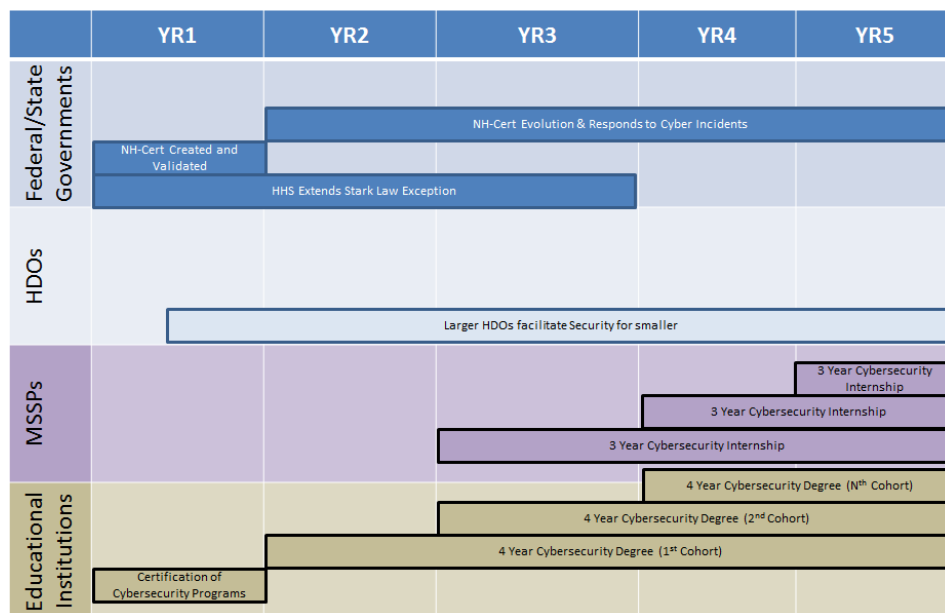 YR1 YR2 YR3 YR4 YR5
Federal/State
Governments
NH-Cert Evolution & Responds to Cyber Incidents
NH-Cert Created and
Validated
HHS Extends Stark Law Exception
HDOs
Larger HDOs facilitate Security for smaller
MSSPs
3 Year Cybersecurity
Internship
3 Year Cybersecurity Internship
3 Year Cybersecurity Internship
Educational
Institutions
4 Year Cybersecurity Degree (Nth Cohort)
4 Year Cybersecurity Degree (2nd Cohort)
4 Year Cybersecurity Degree (1st Cohort)
Certification of
Cybersecurity Programs